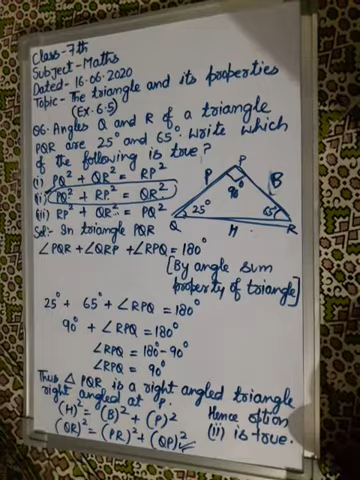 Class-7th
Subject-Maths
Dated-16.06.2020
Topic-The triangle and its properties
(Ex.6.5)
Q6. Angles Q and R of a triangle
PQR are 25° and 65°. Write which
of the following is true?
(i) PQ² + QR² = RP²
(ii) PQ² + RP² = QR²
(iii) RP² + QR² = PQ²
P
P
B
90°
25°
65°
Q
H
R
Sol:- In triangle PQR
∠PQR + ∠QRP + ∠RPQ = 180°
[By angle sum
property of triangle]
25° + 65° + ∠RPQ = 180°
90° + ∠RPQ = 180°
∠RPQ = 180° - 90°
∠RPQ = 90°
Thus △ PQR is a right angled triangle
right angled at P.
(H)² = (B)² + (P)²
(QR)² = (PR)² + (QP)²
Hence option
(ii) is true.